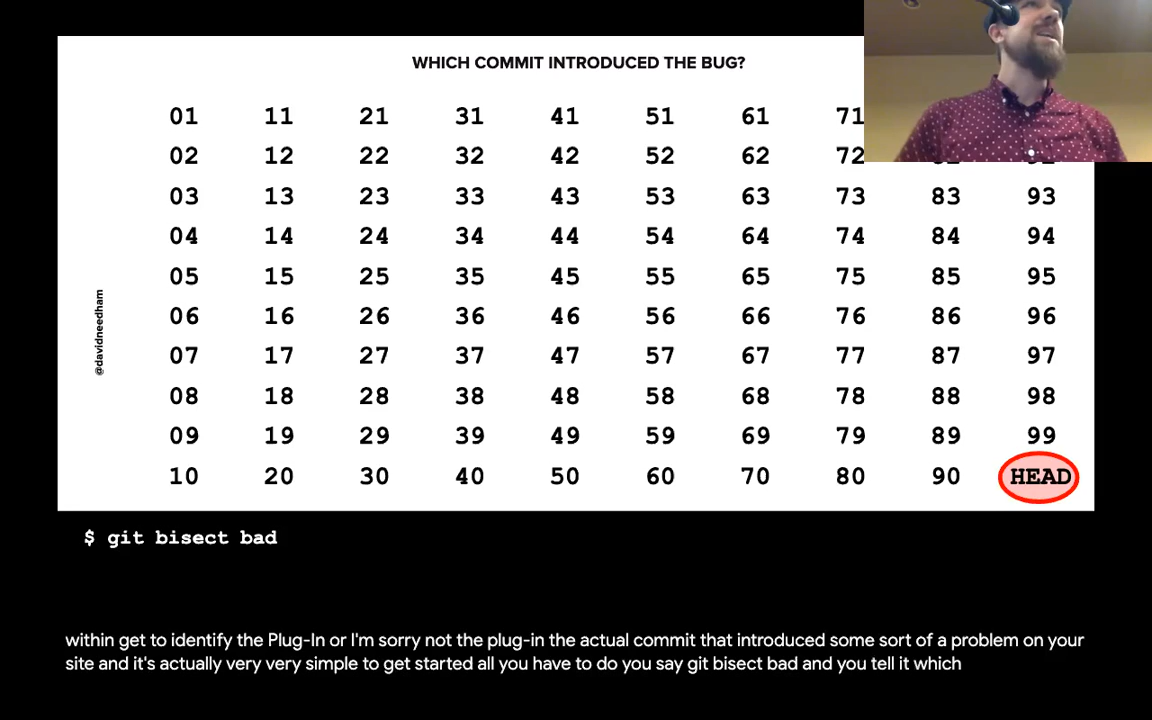 WHICH COMMIT INTRODUCED THE BUG?
01 11 21 31 41 51 61 71
02 12 22 32 42 52 62 72
03 13 23 33 43 53 63 73 83 93
04 14 24 34 44 54 64 74 84 94
05 15 25 35 45 55 65 75 85 95
06 16 26 36 46 56 66 76 86 96
07 17 27 37 47 57 67 77 87 97
08 18 28 38 48 58 68 78 88 98
09 19 29 39 49 59 69 79 89 99
10 20 30 40 50 60 70 80 90 HEAD
@davidneedham
$ git bisect bad
within get to identify the Plug-In or I'm sorry not the plug-in the actual commit that introduced some sort of a problem on your
site and it's actually very very simple to get started all you have to do you say git bisect bad and you tell it which